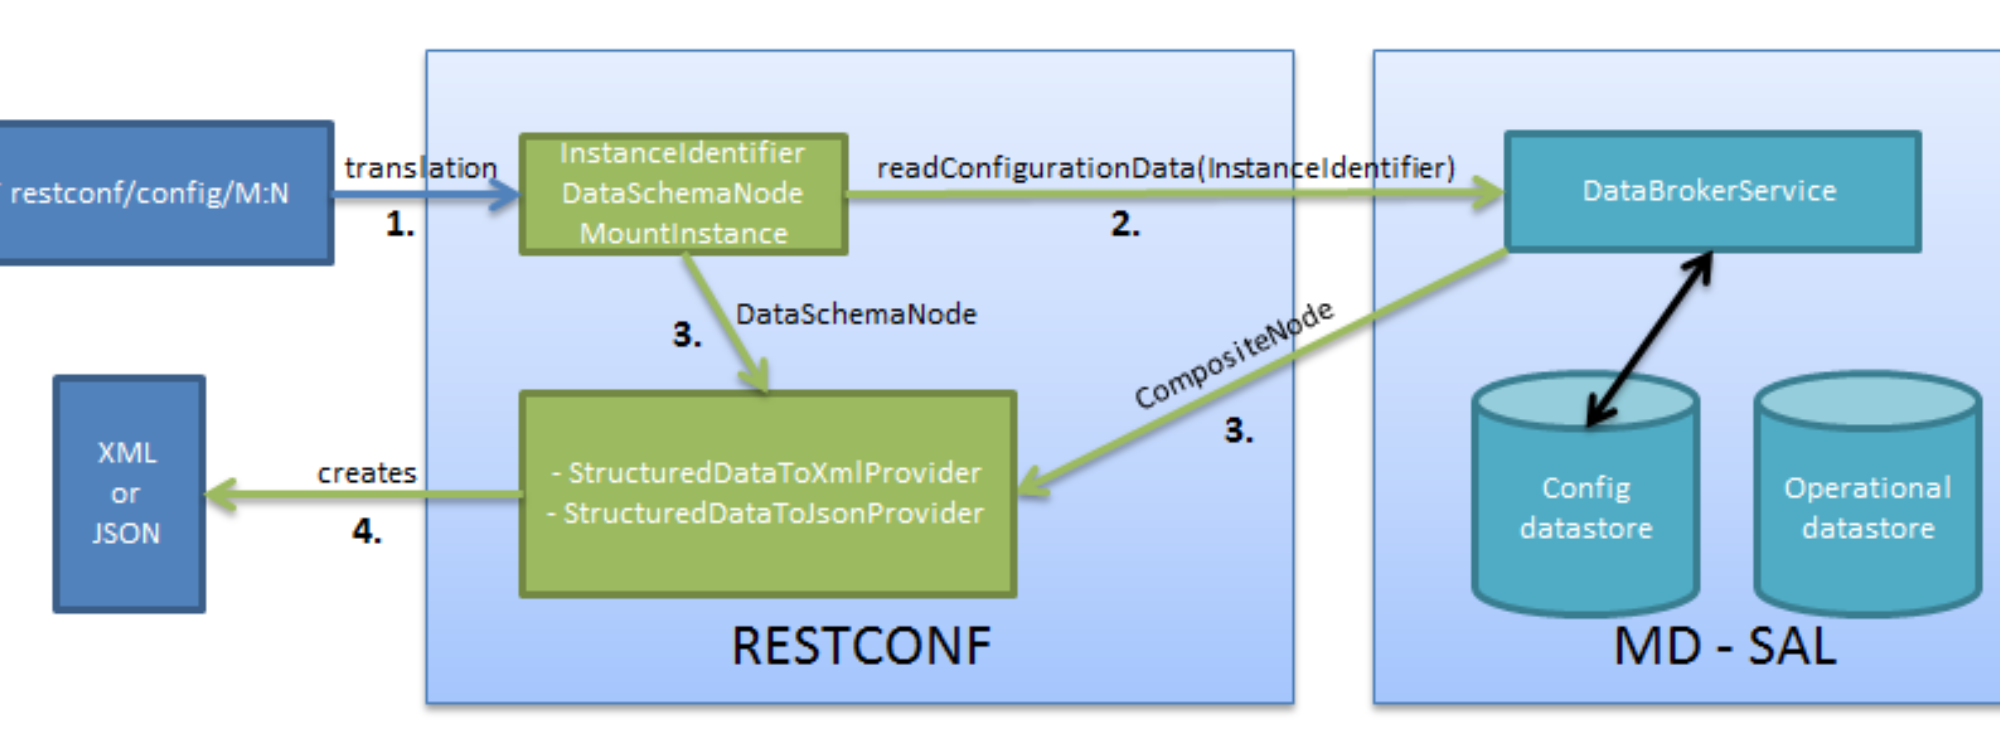 restconf/config/M:N
translation
1.
InstanceIdentifier
DataSchemaNode
MountInstance
readConfigurationData(InstanceIdentifier)
2.
DataBrokerService
3.
DataSchemaNode
CompositeNode
3.
XML
or
JSON
creates
4.
- StructuredDataToXmlProvider
- StructuredDataToJsonProvider
Config
datastore
Operational
datastore
RESTCONF
MD - SAL